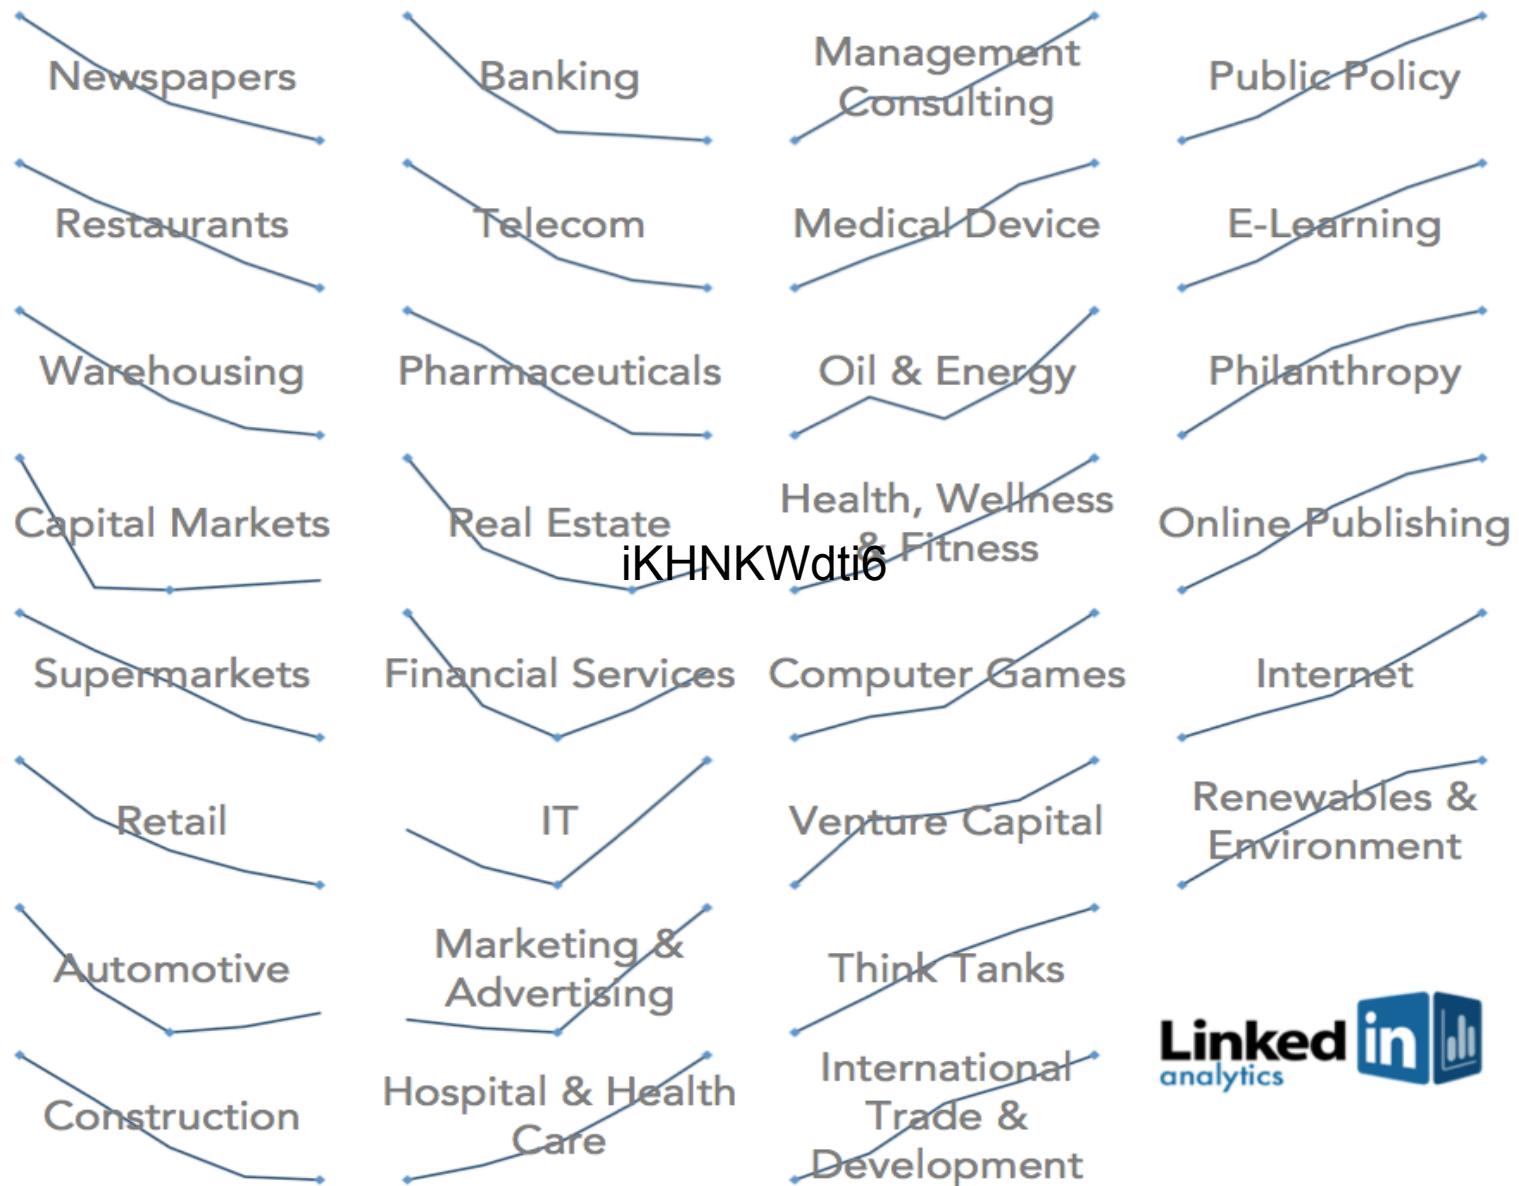 Newspapers
Banking
Management
Consulting
Public Policy
Restaurants
Telecom
Medical Device
E-Learning
Warehousing
Pharmaceuticals
Oil & Energy
Philanthropy
Capital Markets
Real Estate
Health, Wellness
& Fitness
Online Publishing
iKHNKWdti6
Supermarkets
Financial Services
Computer Games
Internet
Retail
IT
Venture Capital
Renewables &
Environment
Automotive
Marketing &
Advertising
Think Tanks
Linked in
analytics
Construction
Hospital & Health
Care
International
Trade &
Development